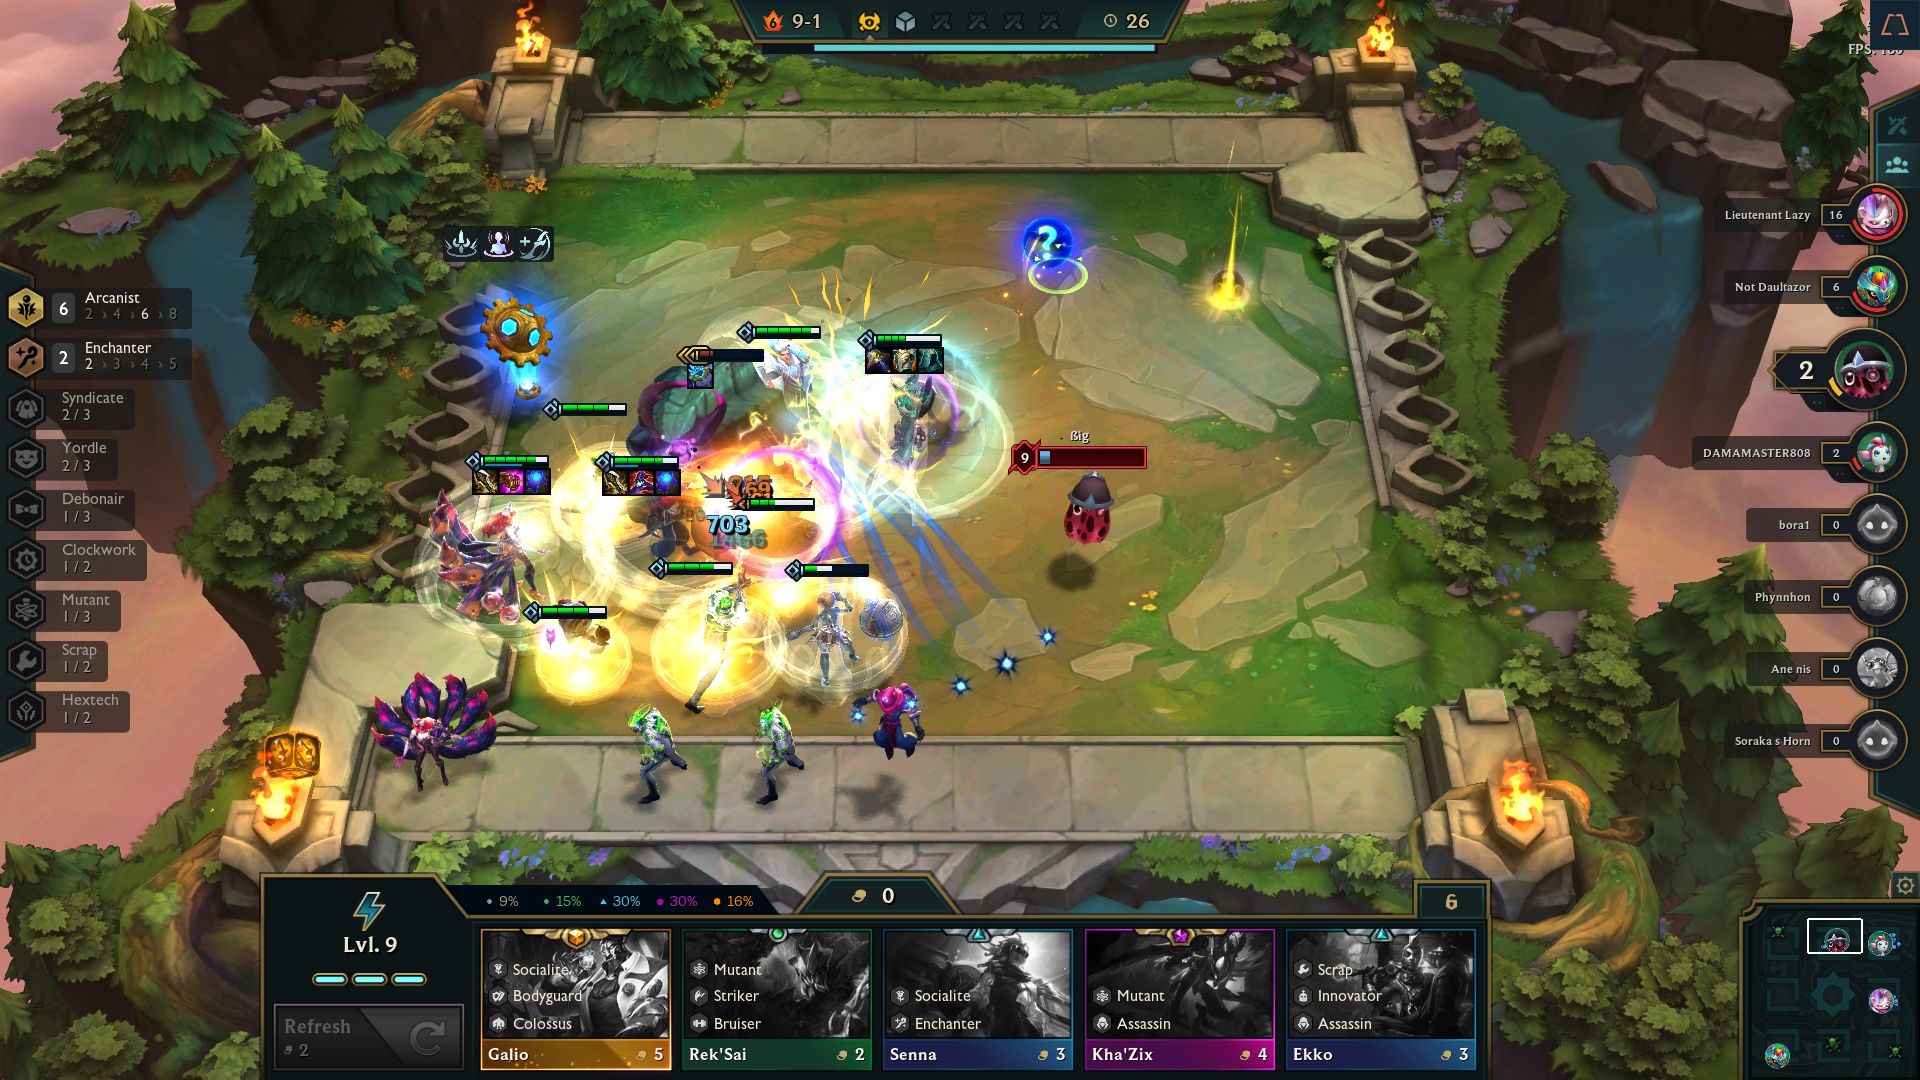 9-1
26
FPS: 180
Lieutenant Lazy 16
Not Daultazor 6
2
DAMAMASTER808 2
bora1 0
Phynnhon 0
Ane nis 0
Soraka s Horn 0
6 Arcanist
2 › 4 › 6 › 8
2 Enchanter
2 › 3 › 4 › 5
Syndicate
2 / 3
Yordle
2 / 3
Debonair
1 / 3
Clockwork
1 / 2
Mutant
1 / 3
Scrap
1 / 2
Hextech
1 / 2
?
ßig
9
69
703
1466
Lvl. 9
9% 15% 30% 30% 16%
0
6
Refresh
2
Socialite
Bodyguard
Colossus
Galio 5
Mutant
Striker
Bruiser
Rek'Sai 2
Socialite
Enchanter
Senna 3
Mutant
Assassin
Kha'Zix 4
Scrap
Innovator
Assassin
Ekko 3